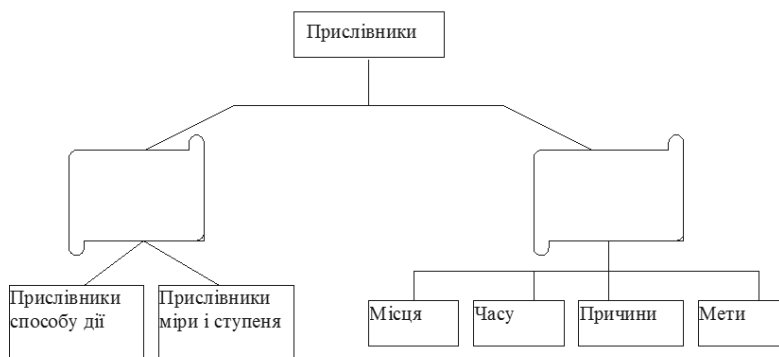 Прислівники
Прислівники
способу дії
Прислівники
міри і ступеня
Місця
Часу
Причини
Мети